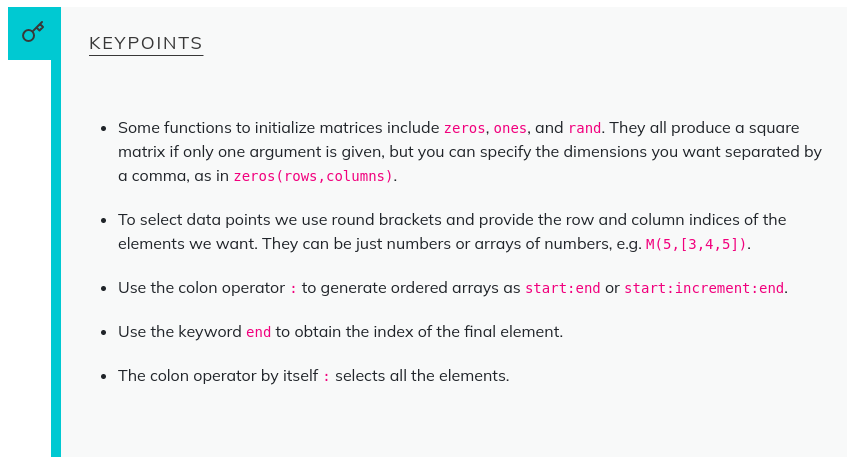 KEYPOINTS
• Some functions to initialize matrices include zeros, ones, and rand. They all produce a square
matrix if only one argument is given, but you can specify the dimensions you want separated by
a comma, as in zeros(rows,columns).
• To select data points we use round brackets and provide the row and column indices of the
elements we want. They can be just numbers or arrays of numbers, e.g. M(5,[3,4,5]).
• Use the colon operator : to generate ordered arrays as start:end or start:increment:end.
• Use the keyword end to obtain the index of the final element.
• The colon operator by itself : selects all the elements.